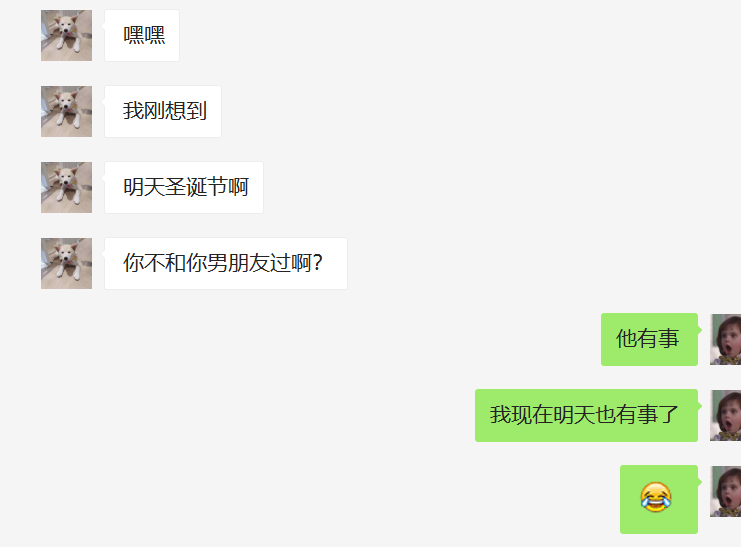 嘿嘿
我刚想到
明天圣诞节啊
你不和你男朋友过啊?
他有事
我现在明天也有事了
😂